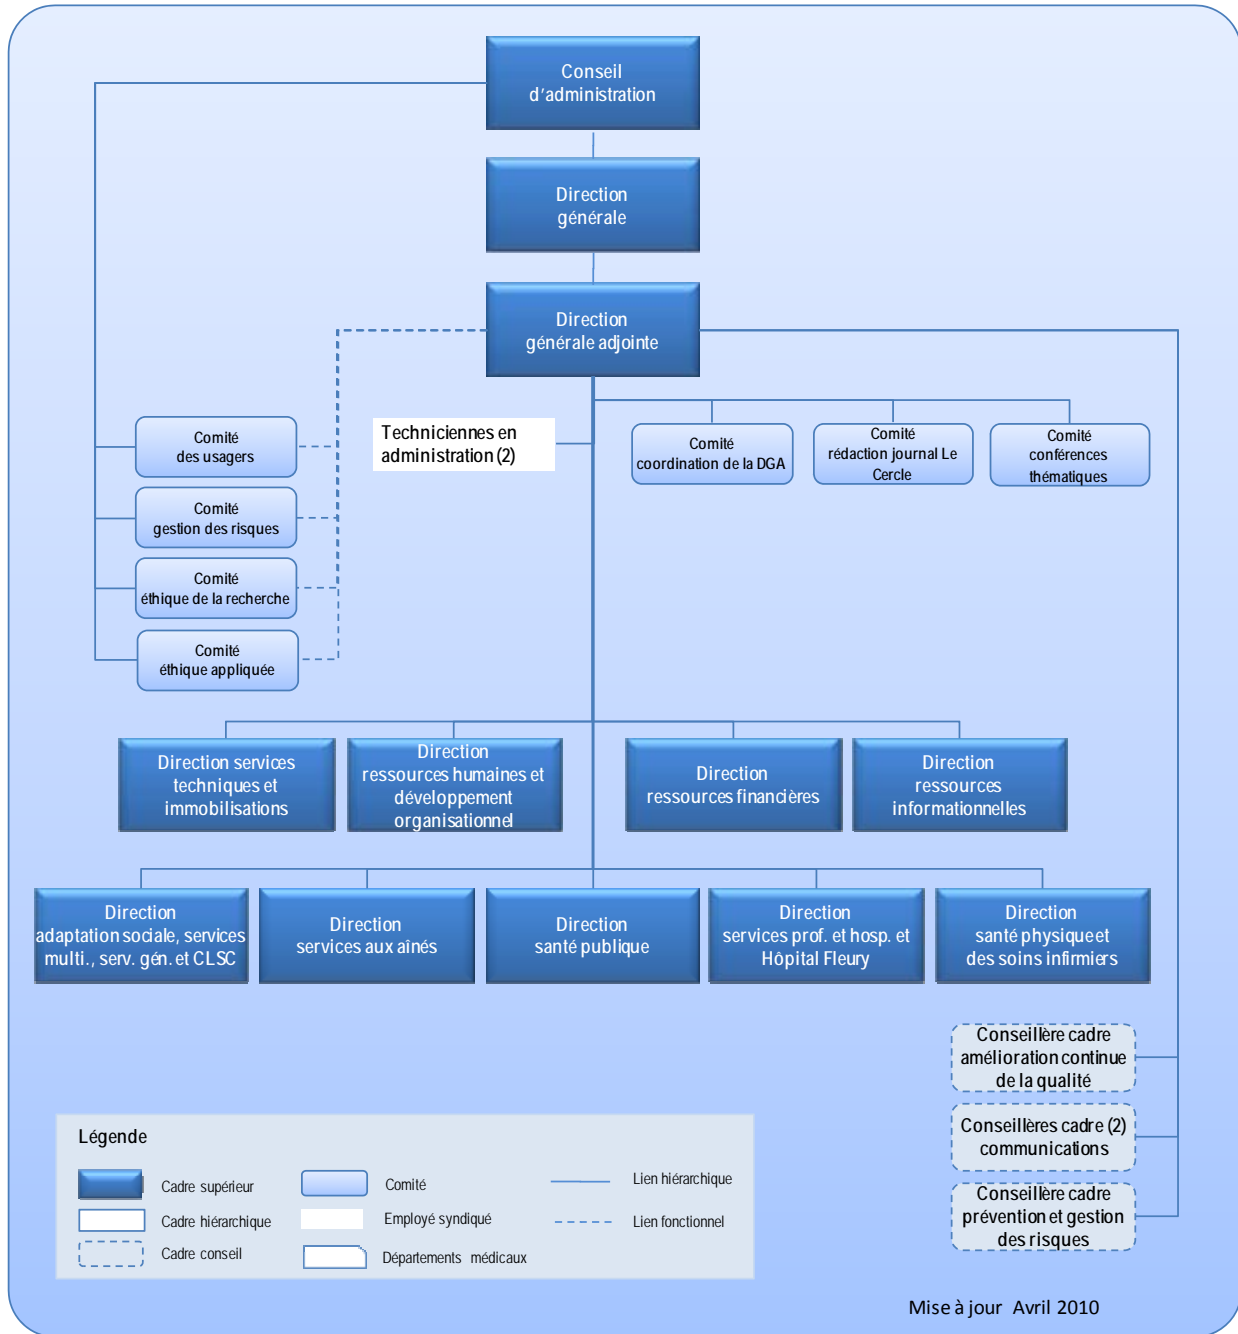 Conseil
d'administration
Direction
générale
Direction
générale adjointe
Techniciennes en
administration (2)
Comité
coordination de la DGA
Comité
rédaction journal Le
Cercle
Comité
conférences
thématiques
Comité
des usagers
Comité
gestion des risques
Comité
éthique de la recherche
Comité
éthique appliquée
Direction services
techniques et
immobilisations
Direction
ressources humaines et
développement
organisationnel
Direction
ressources financières
Direction
ressources
informationnelles
Direction
adaptation sociale, services
multi., serv. gén. et CLSC
Direction
services aux aînés
Direction
santé publique
Direction
services prof. et hosp. et
Hôpital Fleury
Direction
santé physique et
des soins infirmiers
Conseillère cadre
amélioration continue
de la qualité
Conseillères cadre (2)
communications
Conseillère cadre
prévention et gestion
des risques
Légende
Cadre supérieur
Comité
Lien hiérarchique
Cadre hiérarchique
Employé syndiqué
Lien fonctionnel
Cadre conseil
Départements médicaux
Mise à jour Avril 2010